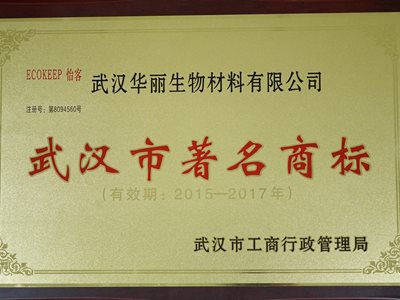 ECOKEEP 怡客 武汉华丽生物材料有限公司
注册号：第8094560号
武汉市著名商标
(有效期：2015—2017年)
武汉市工商行政管理局